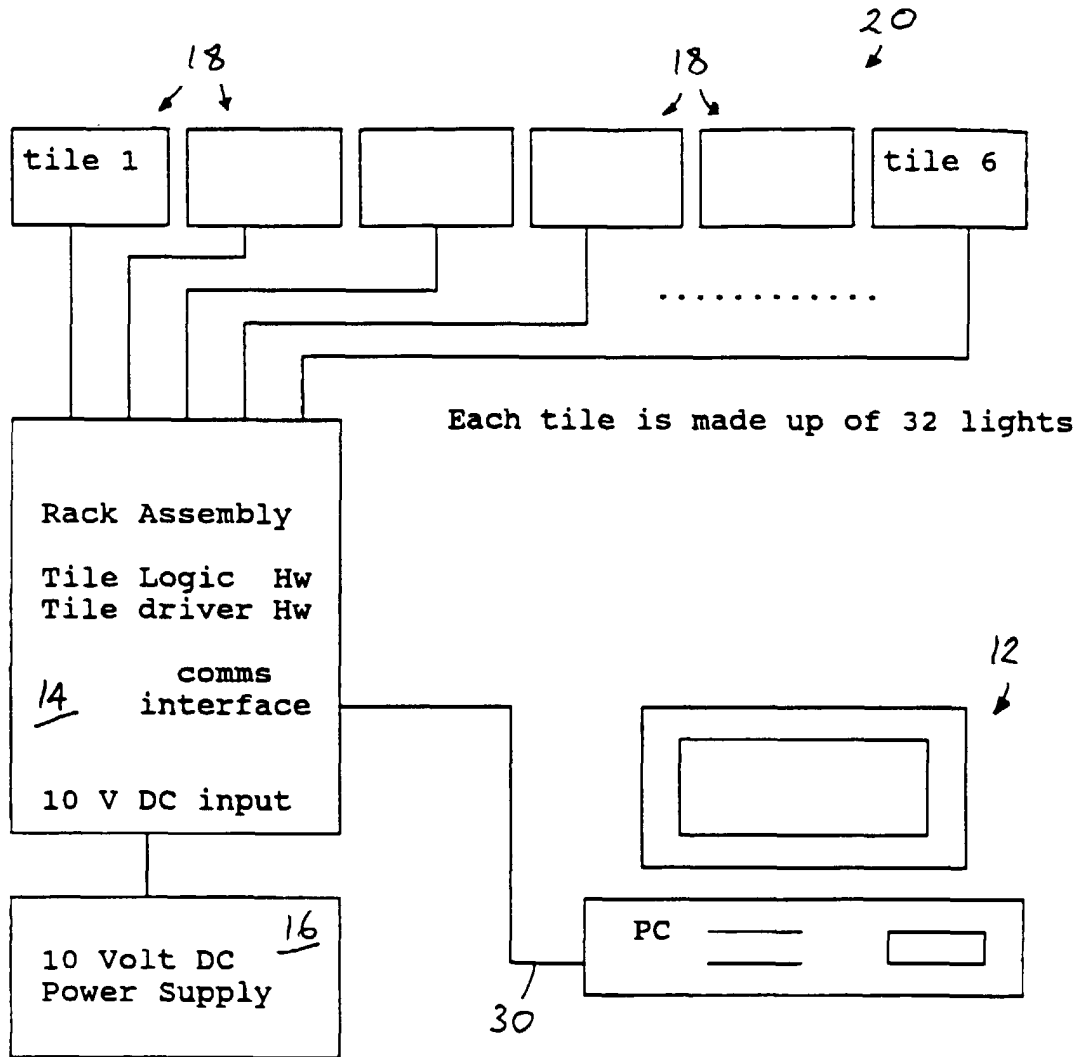 20
18
18
tile 1
tile 6
Each tile is made up of 32 lights
Rack Assembly
Tile Logic Hw
Tile driver Hw
comms
interface
14
10 V DC input
12
PC
16
10 Volt DC
Power Supply
30